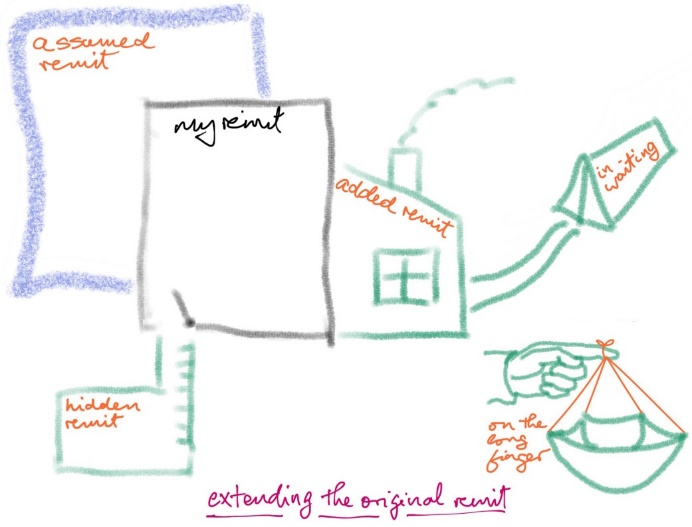 assumed
remit
my remit
added remit
in
waiting
hidden
remit
on the
long
finger
extending the original remit